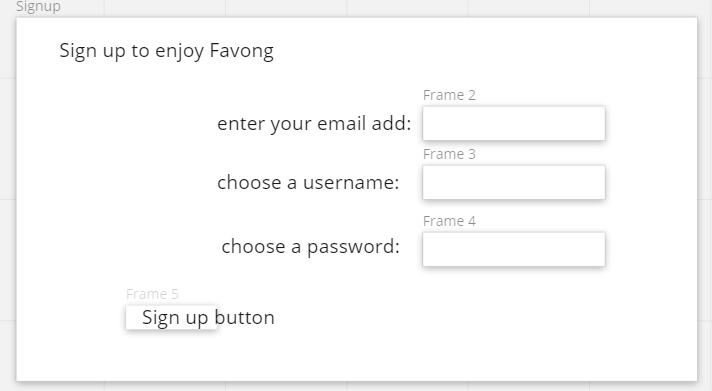 Signup
Sign up to enjoy Favong
Frame 2
enter your email add:
Frame 3
choose a username:
Frame 4
choose a password:
Frame 5
Sign up button